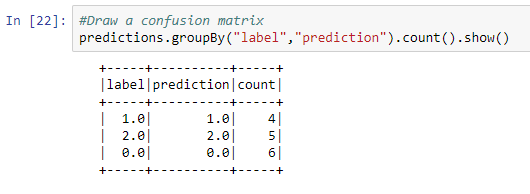 In [22]: #Draw a confusion matrix
predictions.groupBy("label","prediction").count().show()
+-----+----------+-----+
|label|prediction|count|
+-----+----------+-----+
|  1.0|       1.0|    4|
|  2.0|       2.0|    5|
|  0.0|       0.0|    6|
+-----+----------+-----+